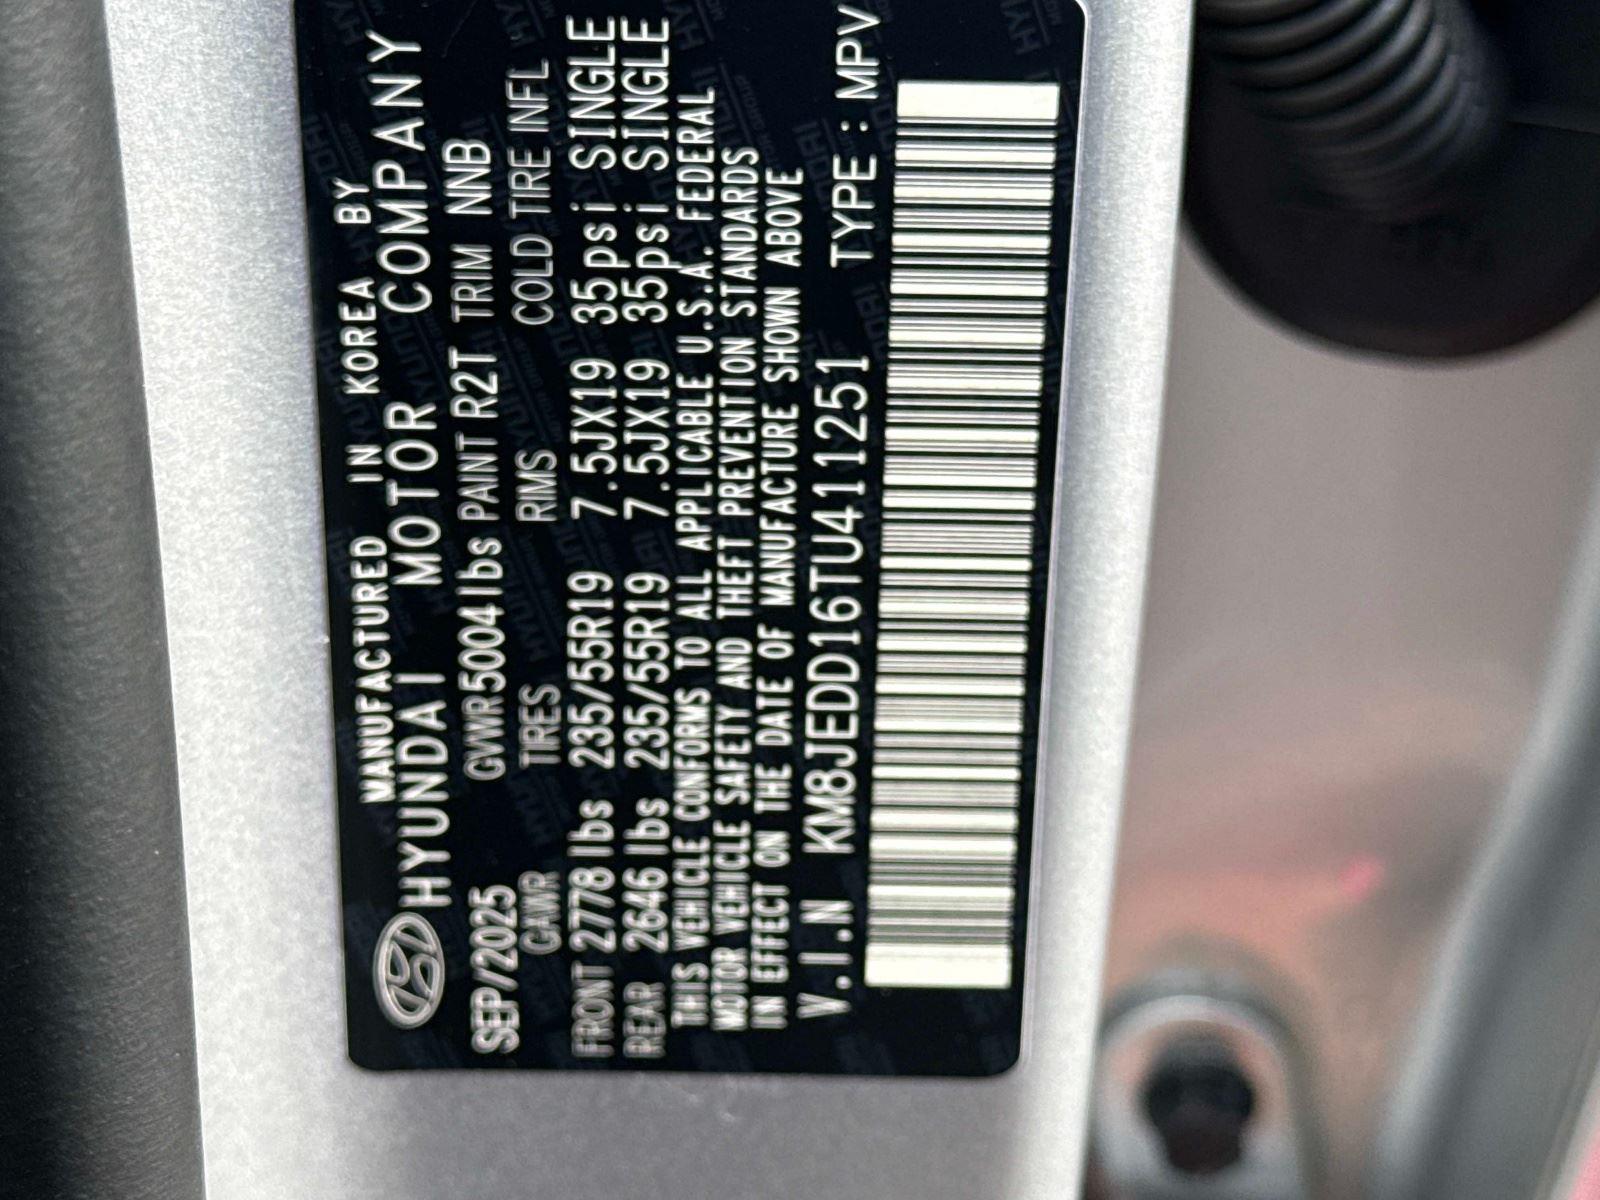 MANUFACTURED IN KOREA BY
HYUNDAI MOTOR COMPANY
SEP/2025 GVWR 5004lbs PAINT R2T TRIM NNB
GAWR TIRES RIMS COLD TIRE INFL
FRONT 2778 lbs 235/55R19 7.5JX19 35psi SINGLE
REAR 2646 lbs 235/55R19 7.5JX19 35psi SINGLE
THIS VEHICLE CONFORMS TO ALL APPLICABLE U.S.A. FEDERAL
MOTOR VEHICLE SAFETY AND THEFT PREVENTION STANDARDS
IN EFFECT ON THE DATE OF MANUFACTURE SHOWN ABOVE
V.I.N KM8JEDD16TU411251 TYPE : MPV